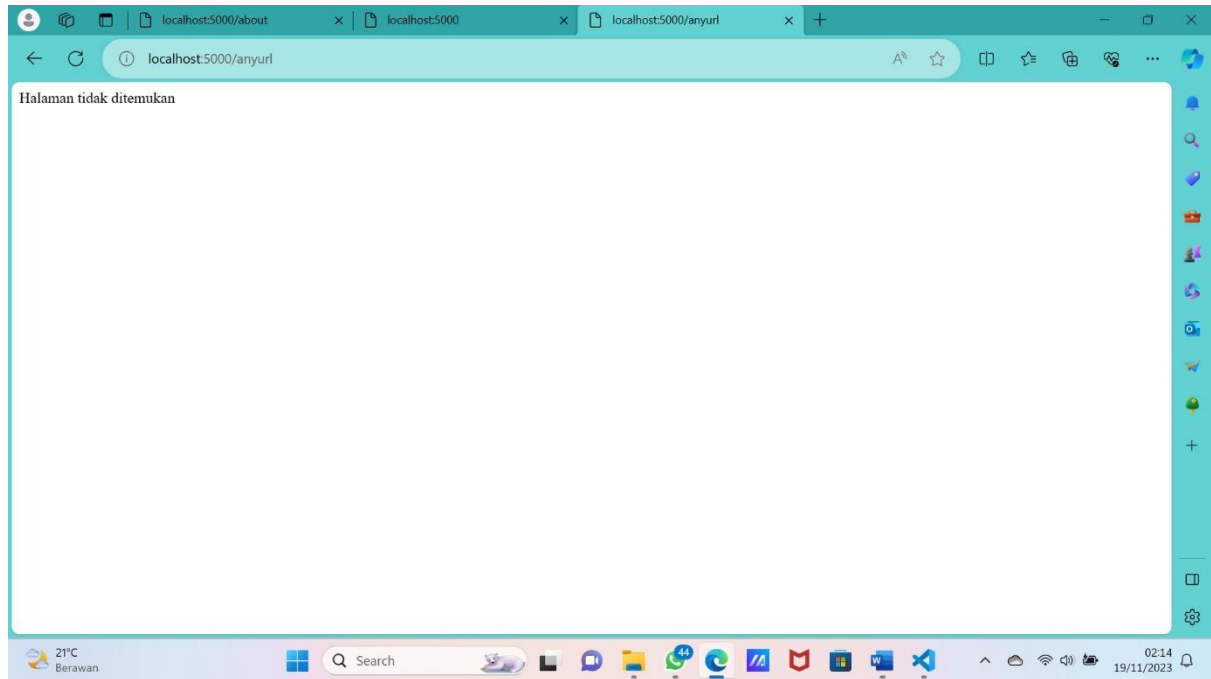 localhost:5000/about
localhost:5000
localhost:5000/anyurl
localhost:5000/anyurl
Halaman tidak ditemukan
21°C
Berawan
Search
44
02:14
19/11/2023